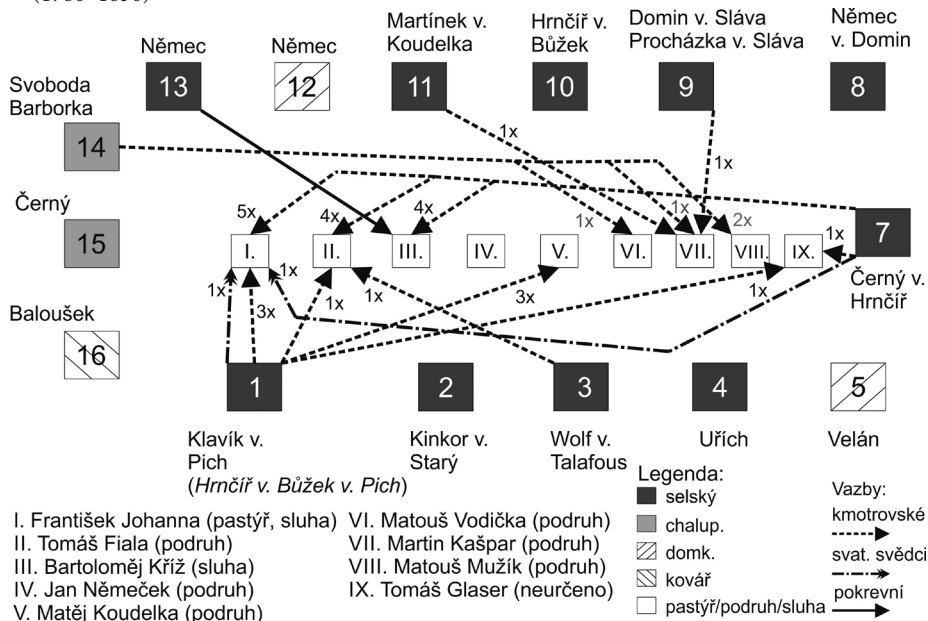 Němec
Němec
Martínek v.
Koudelka
Hrnčíř v.
Bůžek
Domin v. Sláva
Procházka v. Sláva
Němec
v. Domin
Svoboda
Barborka
13
12
11
10
9
8
14
1x
1x
Černý
5x
4x
4x
1x
1x
2x
1x
7
15
I.
II.
III.
IV.
V.
VI.
VII.
VIII.
IX.
Černý v.
Hrnčíř
1x
1x
3x
1x
1x
3x
1x
Baloušek
16
1
2
3
4
5
Klavík v.
Pich
(Hrnčíř v. Bůžek v. Pich)
Kinkor v.
Starý
Wolf v.
Talafous
Uřích
Velán
I. František Johanna (pastýř, sluha)
II. Tomáš Fiala (podruh)
III. Bartoloměj Kříž (sluha)
IV. Jan Němeček (podruh)
V. Matěj Koudelka (podruh)
VI. Matouš Vodička (podruh)
VII. Martin Kašpar (podruh)
VIII. Matouš Mužík (podruh)
IX. Tomáš Glaser (neurčeno)
Legenda:
selský
chalup.
domk.
kovář
pastýř/podruh/sluha
Vazby:
kmotrovské
svat. svědci
pokrevní